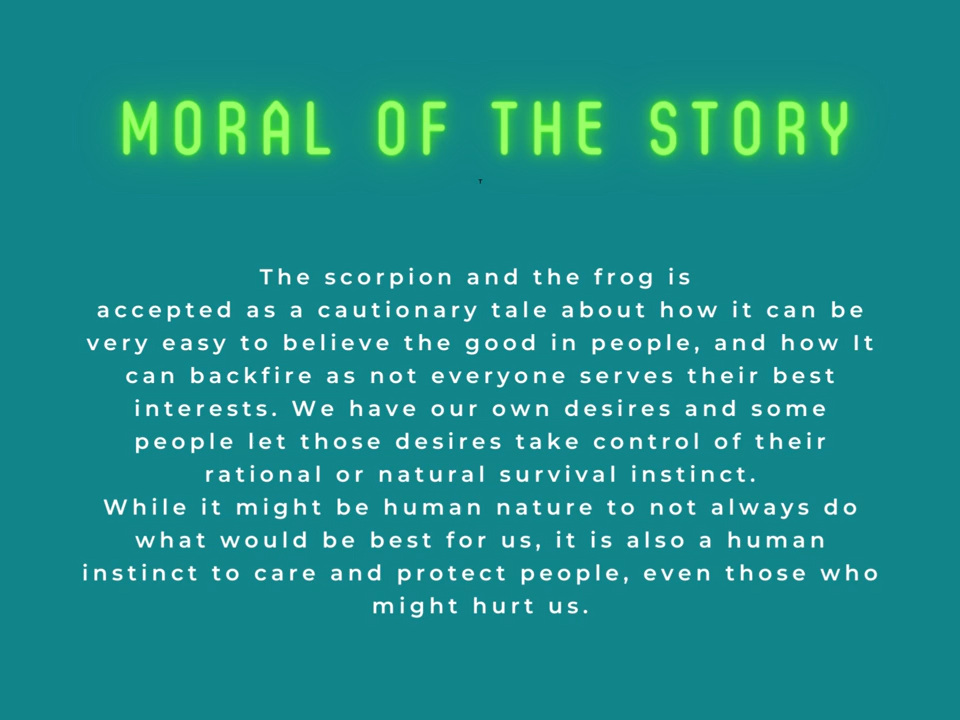 MORAL OF THE STORY
T
The scorpion and the frog is
accepted as a cautionary tale about how it can be
very easy to believe the good in people, and how It
can backfire as not everyone serves their best
interests. We have our own desires and some
people let those desires take control of their
rational or natural survival instinct.
While it might be human nature to not always do
what would be best for us, it is also a human
instinct to care and protect people, even those who
might hurt us.